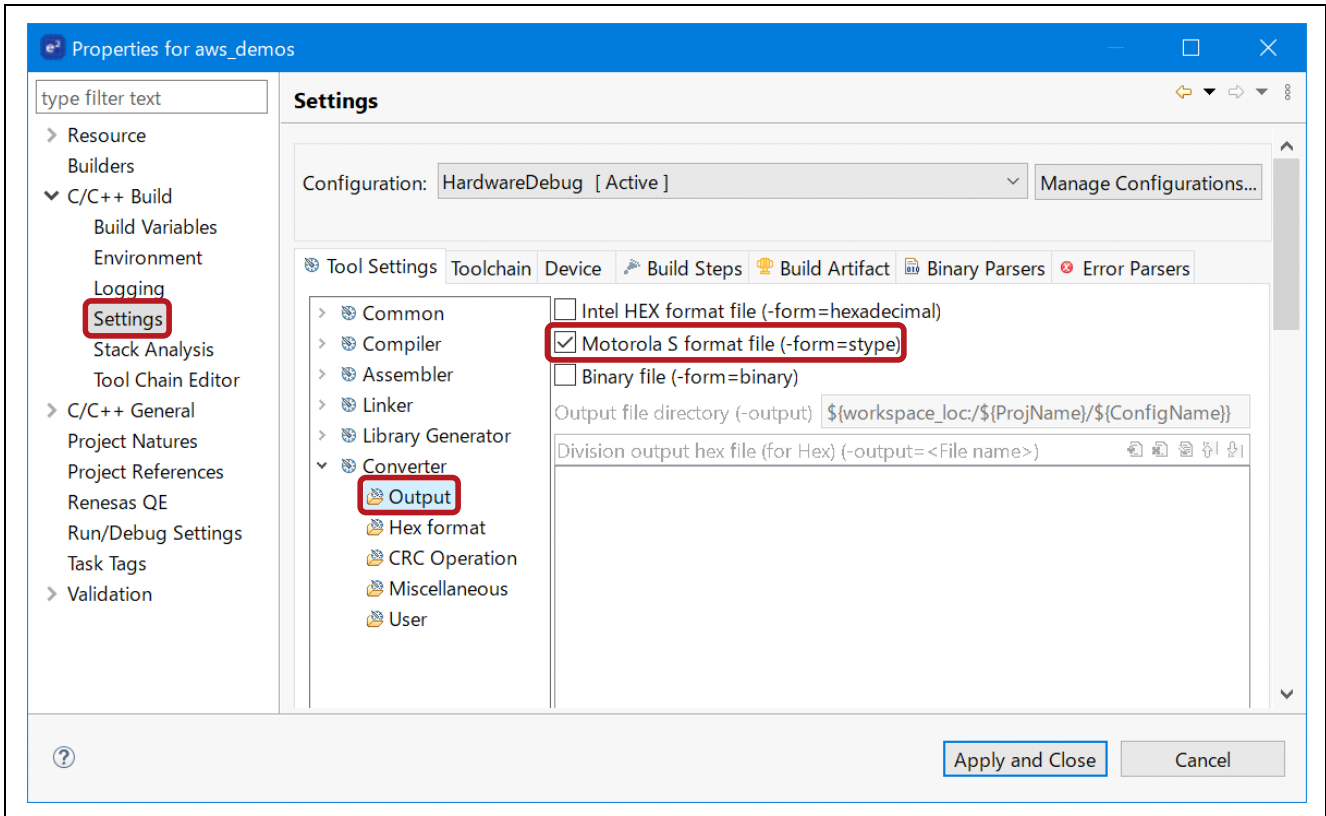 e² Properties for aws_demos
type filter text
Resource
Builders
C/C++ Build
Build Variables
Environment
Logging
Settings
Stack Analysis
Tool Chain Editor
C/C++ General
Project Natures
Project References
Renesas QE
Run/Debug Settings
Task Tags
Validation
Settings
Configuration: HardwareDebug [ Active ] Manage Configurations...
Tool Settings Toolchain Device Build Steps Build Artifact Binary Parsers Error Parsers
Common
Compiler
Assembler
Linker
Library Generator
Converter
Output
Hex format
CRC Operation
Miscellaneous
User
Intel HEX format file (-form=hexadecimal)
Motorola S format file (-form=stype)
Binary file (-form=binary)
Output file directory (-output) ${workspace_loc:/${ProjName}/${ConfigName}}
Division output hex file (for Hex) (-output=<File name>)
? Apply and Close Cancel